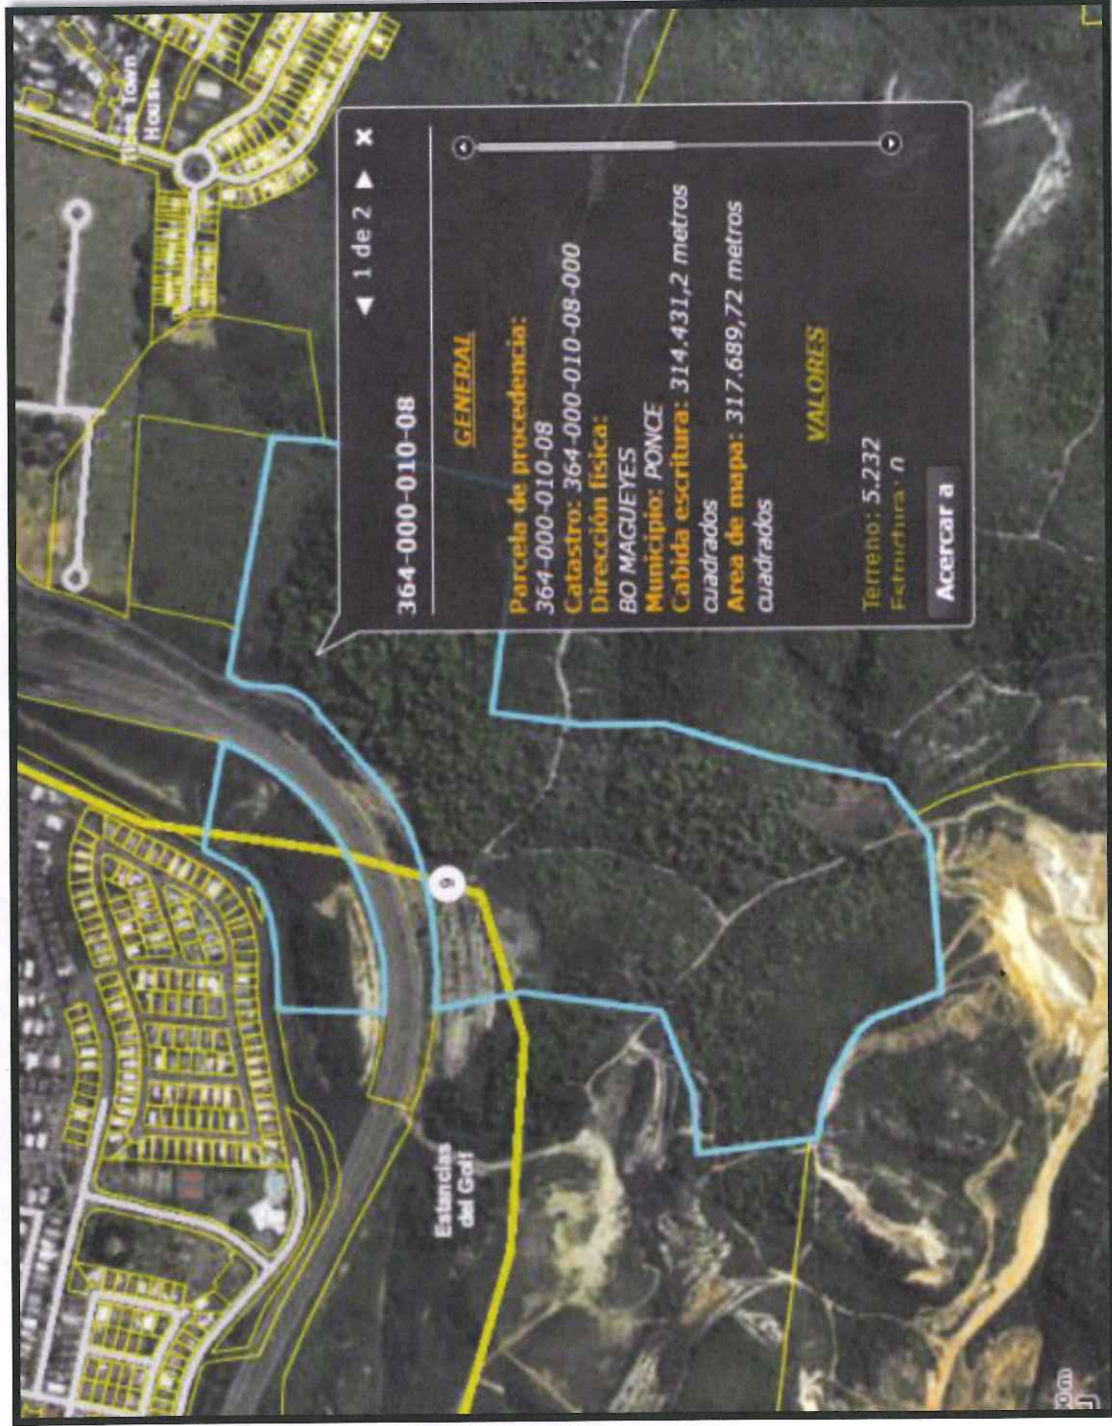 364-000-010-08
1 de 2
GENERAL
Parcela de procedencia:
364-000-010-08
Catastro: 364-000-010-08-000
Dirección física:
BO MAGUEYES
Municipio: PONCE
Cabida escritura: 314.431,2 metros
cuadrados
Area de mapa: 317.689,72 metros
cuadrados
VALORES
Terreno: 5.232
Estructura: 0
Acercar a
Town
House
9
Estancias
del Golf